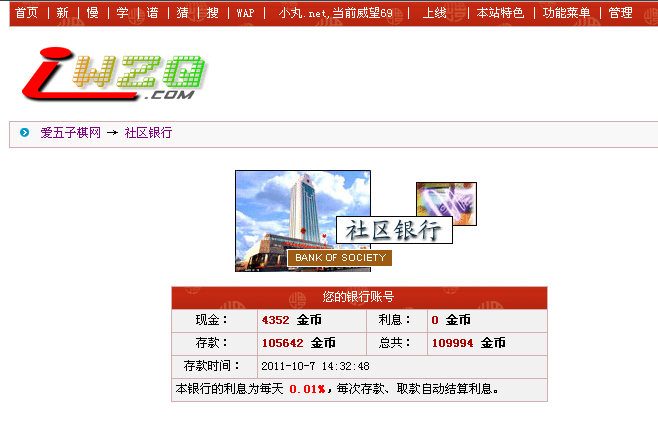 首页 | 新 | 慢 | 学 | 谱 | 猜 | 搜 | WAP | 小丸.net,当前威望69 | 上线 | 本站特色 | 功能菜单 | 管理
iWZQ
.COM
爱五子棋网 → 社区银行
社区银行
BANK OF SOCIETY
您的银行账号
现金： 4352 金币 利息： 0 金币
存款： 105642 金币 总共： 109994 金币
存款时间： 2011-10-7 14:32:48
本银行的利息为每天 0.01%，每次存款、取款自动结算利息。